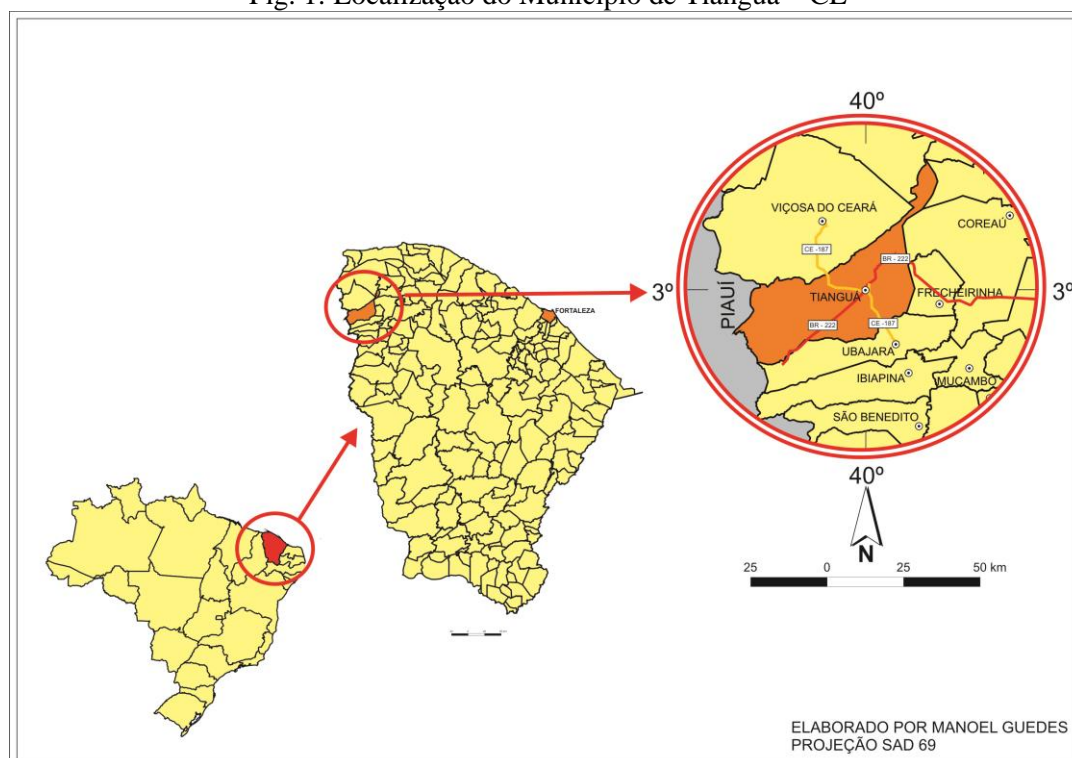 Fig. 1: Localização do Município de Tianguá – CE
40º
VIÇOSA DO CEARÁ
COREAÚ
CE -187
BR - 222
3º
PIAUÍ
TIANGUÁ
FRECHEIRINHA
3º
FORTALEZA
BR - 222
CE -187
UBAJARA
IBIAPINA
MUCAMBO
SÃO BENEDITO
40º
N
25 0 25 50 km
ELABORADO POR MANOEL GUEDES
PROJEÇÃO SAD 69